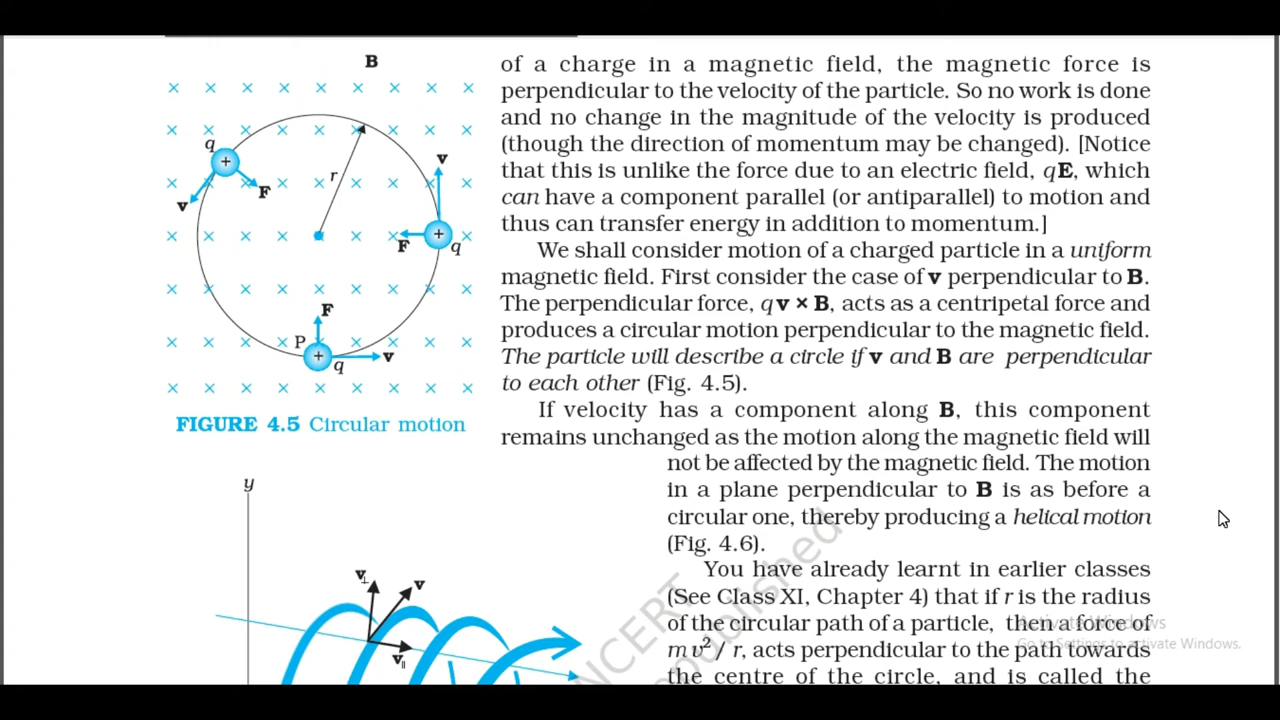 B
q
F
v
r
v
F
q
F
P
v
q
FIGURE 4.5 Circular motion
of a charge in a magnetic field, the magnetic force is
perpendicular to the velocity of the particle. So no work is done
and no change in the magnitude of the velocity is produced
(though the direction of momentum may be changed). [Notice
that this is unlike the force due to an electric field, qE, which
can have a component parallel (or antiparallel) to motion and
thus can transfer energy in addition to momentum.]
We shall consider motion of a charged particle in a uniform
magnetic field. First consider the case of v perpendicular to B.
The perpendicular force, q v × B, acts as a centripetal force and
produces a circular motion perpendicular to the magnetic field.
The particle will describe a circle if v and B are perpendicular
to each other (Fig. 4.5).
If velocity has a component along B, this component
remains unchanged as the motion along the magnetic field will
not be affected by the magnetic field. The motion
in a plane perpendicular to B is as before a
circular one, thereby producing a helical motion
(Fig. 4.6).
You have already learnt in earlier classes
(See Class XI, Chapter 4) that if r is the radius
of the circular path of a particle, then a force of
m v²/ r, acts perpendicular to the path towards
the centre of the circle, and is called the
y
v⊥
v
v||
NCERT
published
Activate Windows
Go to Settings to activate Windows.